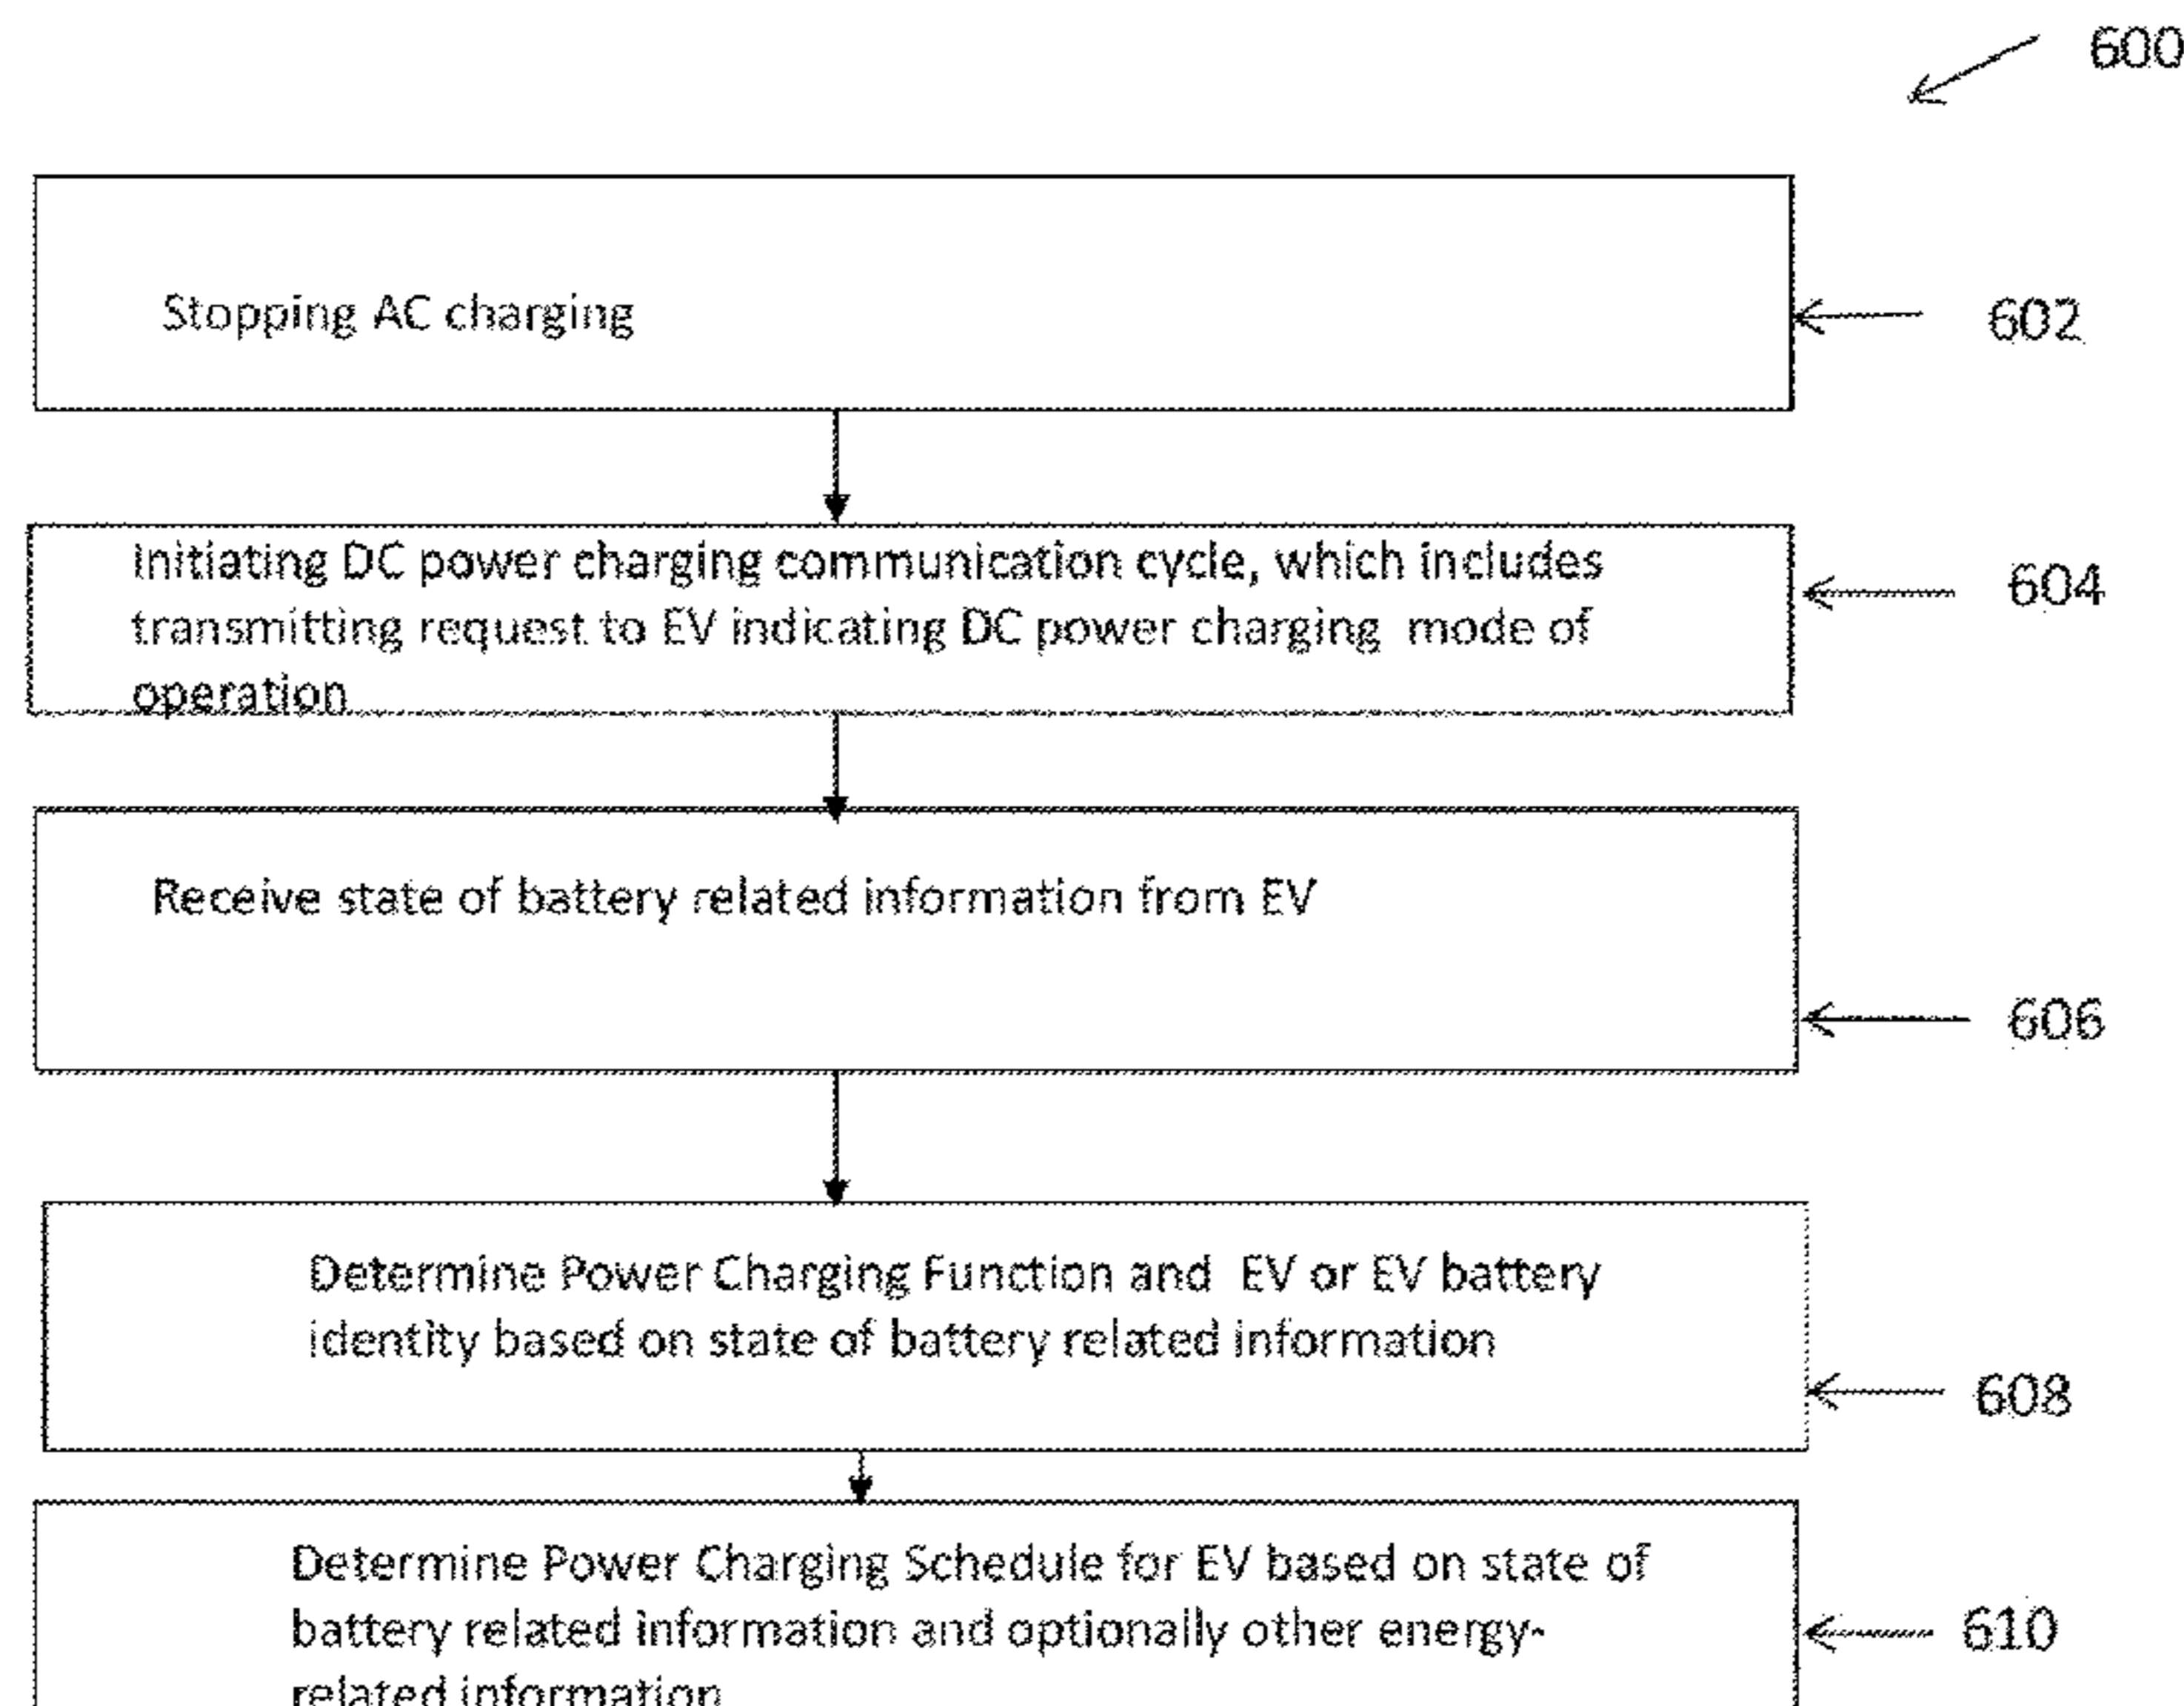 600
Stopping AC charging
602
Initiating DC power charging communication cycle, which includes
transmitting request to EV indicating DC power charging mode of
operation
604
Receive state of battery related information from EV
606
Determine Power Charging Function and EV or EV battery
identity based on state of battery related information
608
Determine Power Charging Schedule for EV based on state of
battery related information and optionally other energy-
related information
610